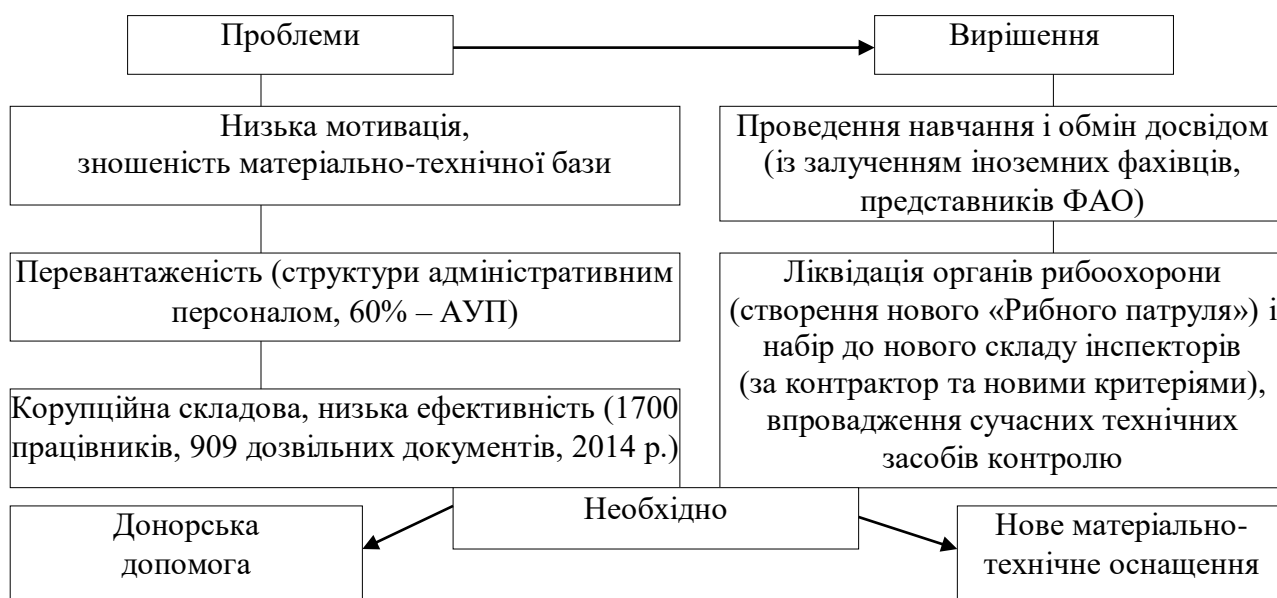 Проблеми
Вирішення
Низька мотивація,
зношеність матеріально-технічної бази
Проведення навчання і обмін досвідом
(із залученням іноземних фахівців,
представників ФАО)
Перевантаженість (структури адміністративним
персоналом, 60% – АУП)
Ліквідація органів рибоохорони
(створення нового «Рибного патруля») і
набір до нового складу інспекторів
(за контрактор та новими критеріями),
впровадження сучасних технічних
засобів контролю
Корупційна складова, низька ефективність (1700
працівників, 909 дозвільних документів, 2014 р.)
Необхідно
Донорська
допомога
Нове матеріально-
технічне оснащення